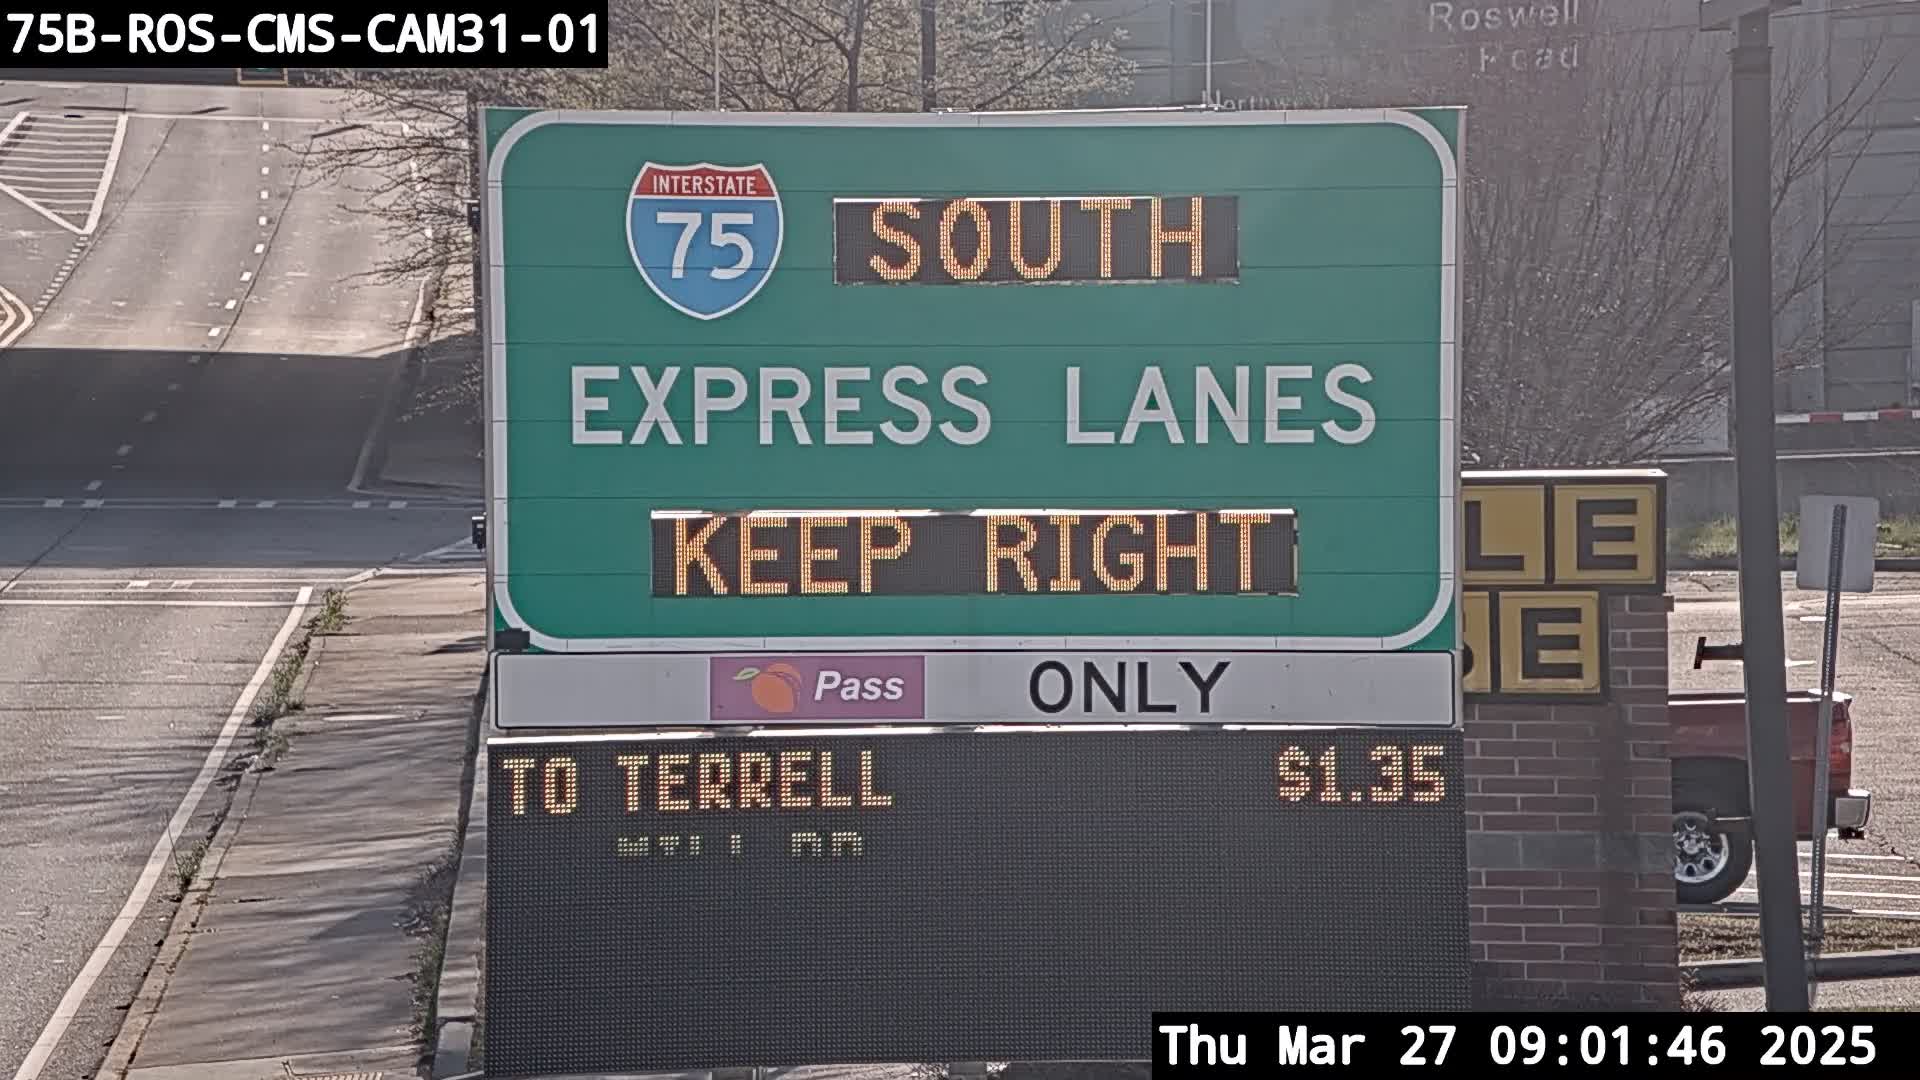 75B-ROS-CMS-CAM31-01
Roswell
Road
INTERSTATE
75
SOUTH
EXPRESS LANES
KEEP RIGHT
LE
E
Pass
ONLY
TO TERRELL $1.35
Thu Mar 27 09:01:46 2025